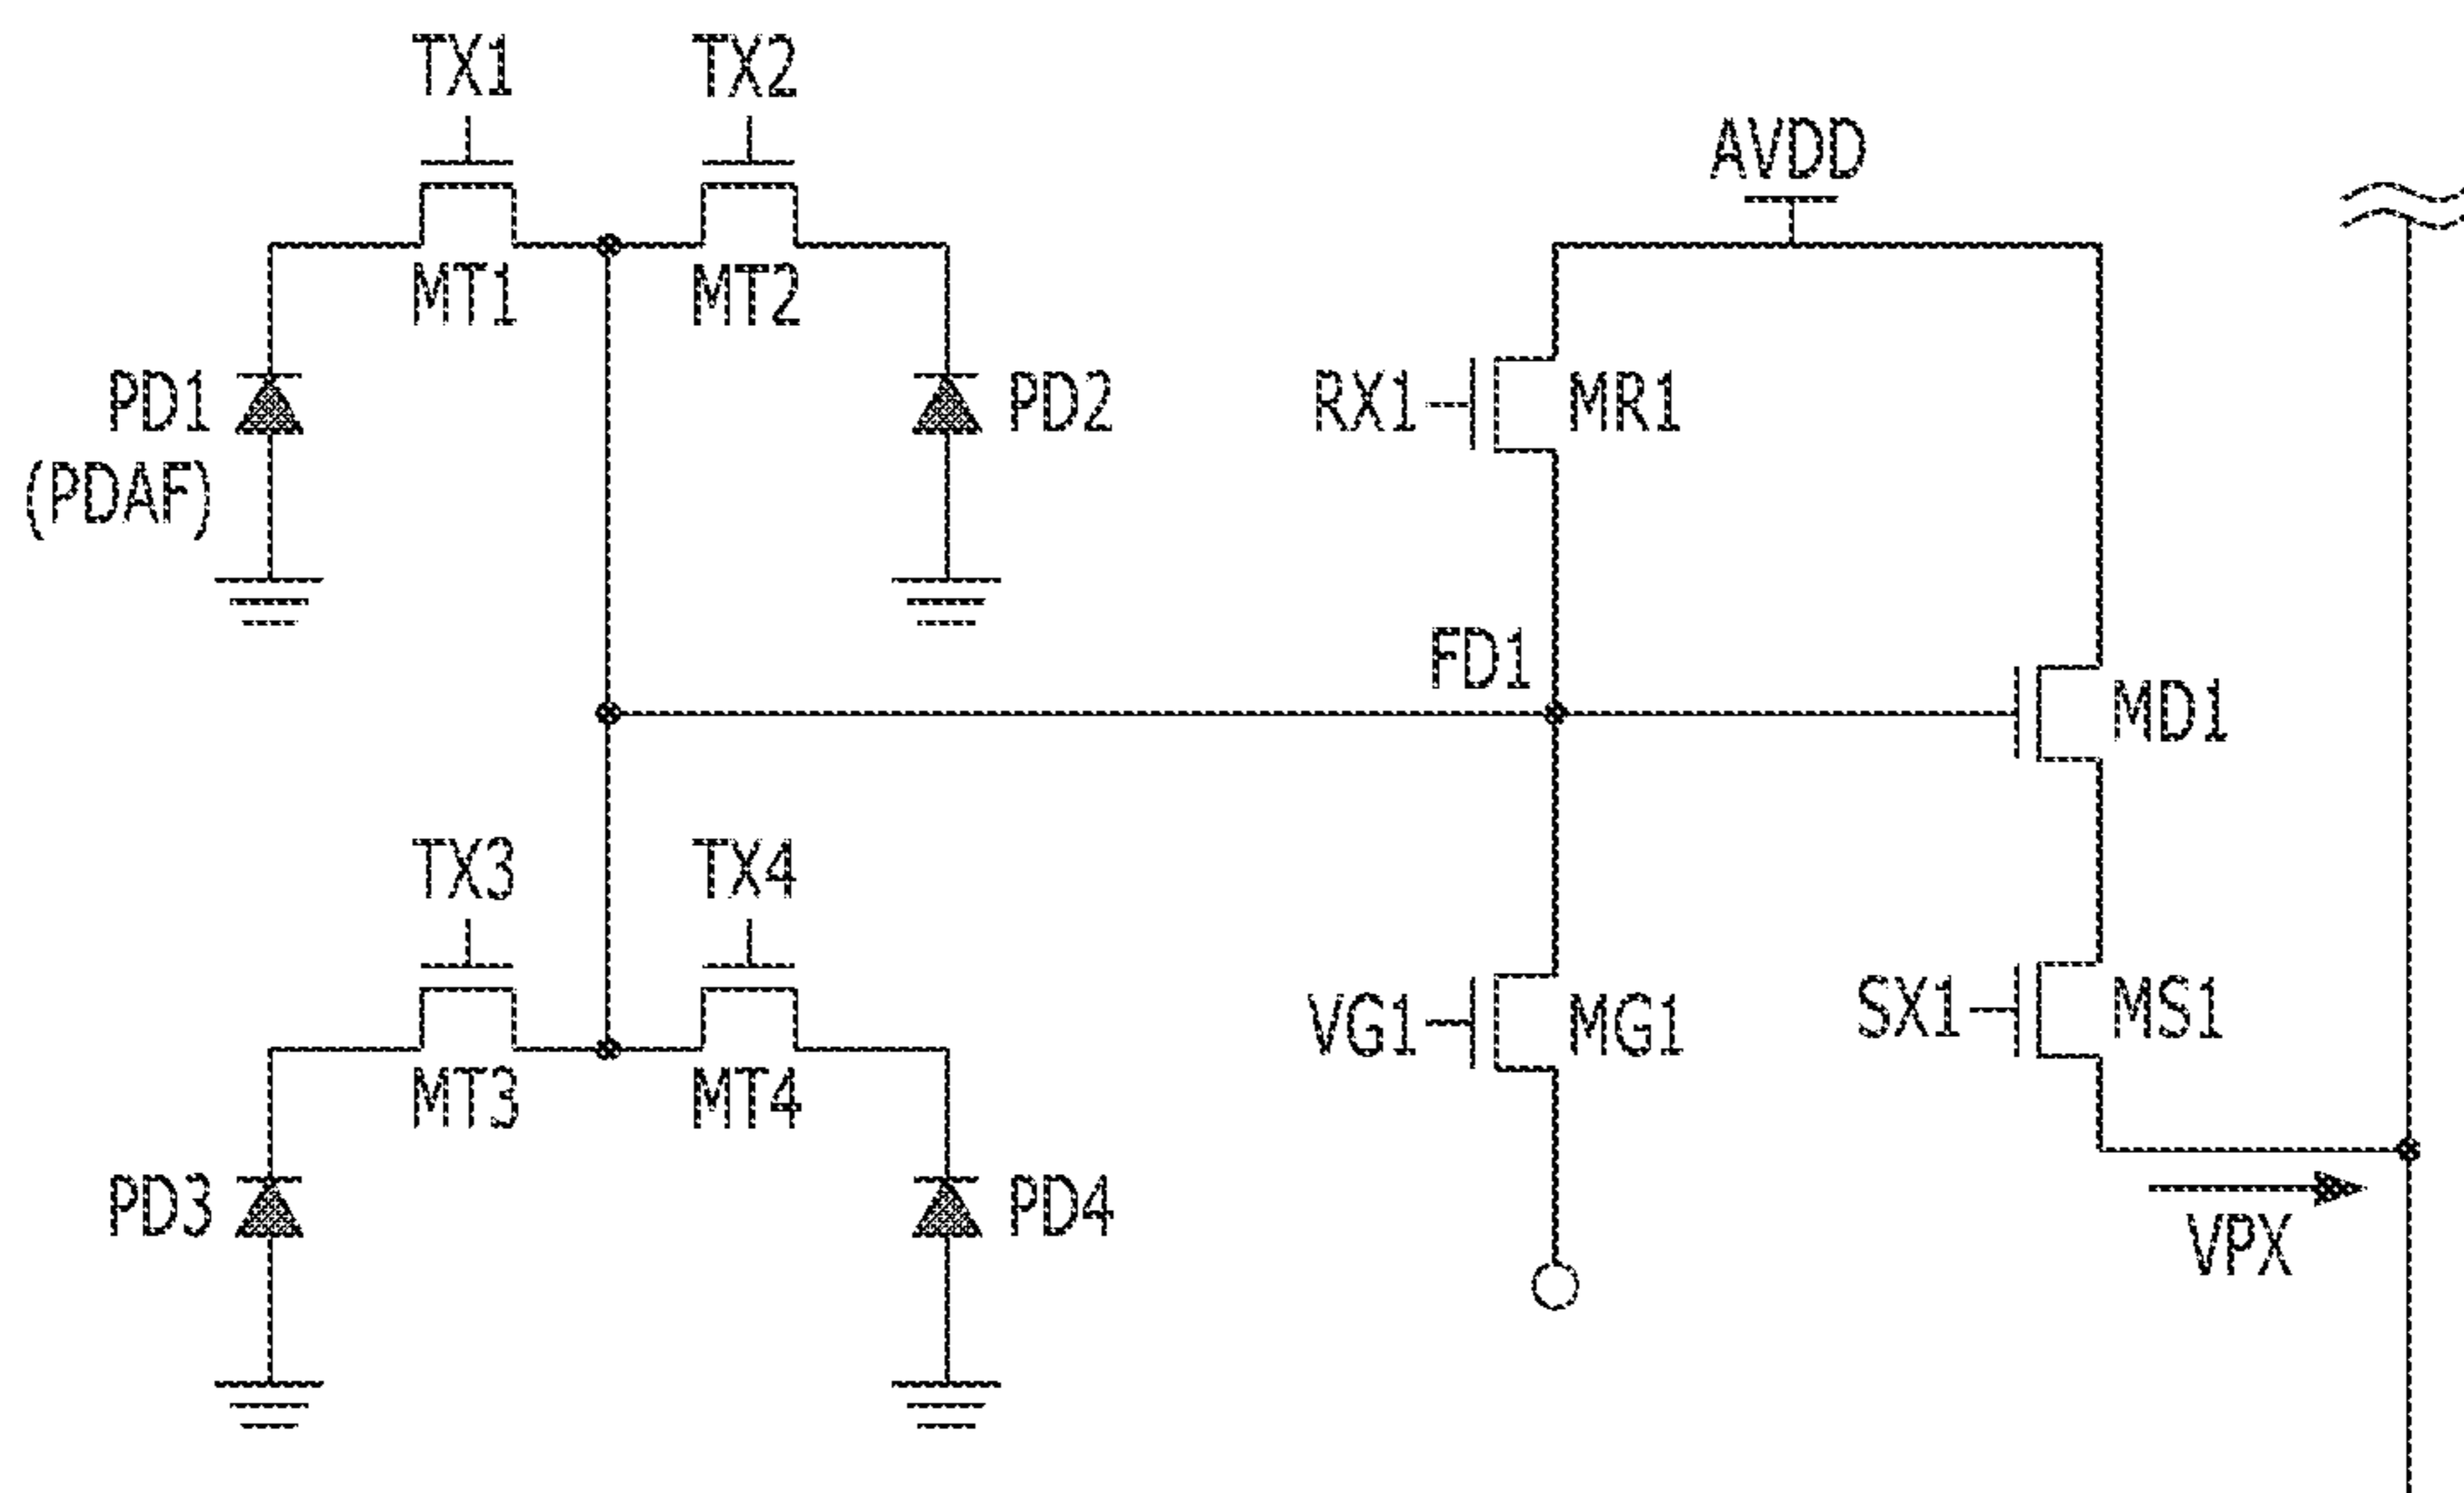 TX1
TX2
AVDD
MT1
MT2
PD1
(PDAF)
PD2
RX1
MR1
FD1
MD1
TX3
TX4
VG1
MG1
SX1
MS1
MT3
MT4
PD3
PD4
VPX